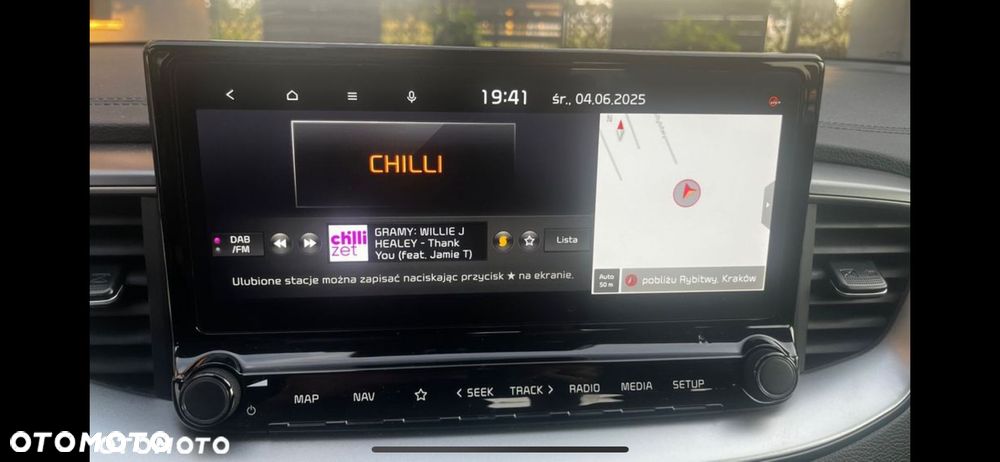 19:41 śr., 04.06.2025
CHILLI
DAB
/FM
chilli
zet
GRAMY: WILLIE J
HEALEY - Thank
You (feat. Jamie T)
Lista
Ulubione stacje można zapisać naciskając przycisk ★ na ekranie.
Auto
50 m
pobliżu Rybitwy, Kraków
MAP NAV < SEEK TRACK > RADIO MEDIA SETUP
OTOMOTO
OTOMOTO